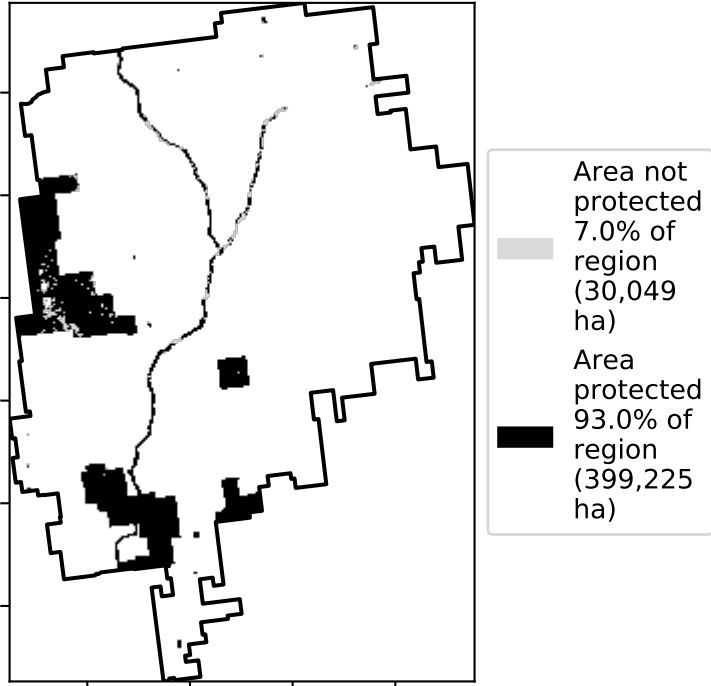 Area not
protected
7.0% of
region
(30,049
ha)
Area
protected
93.0% of
region
(399,225
ha)